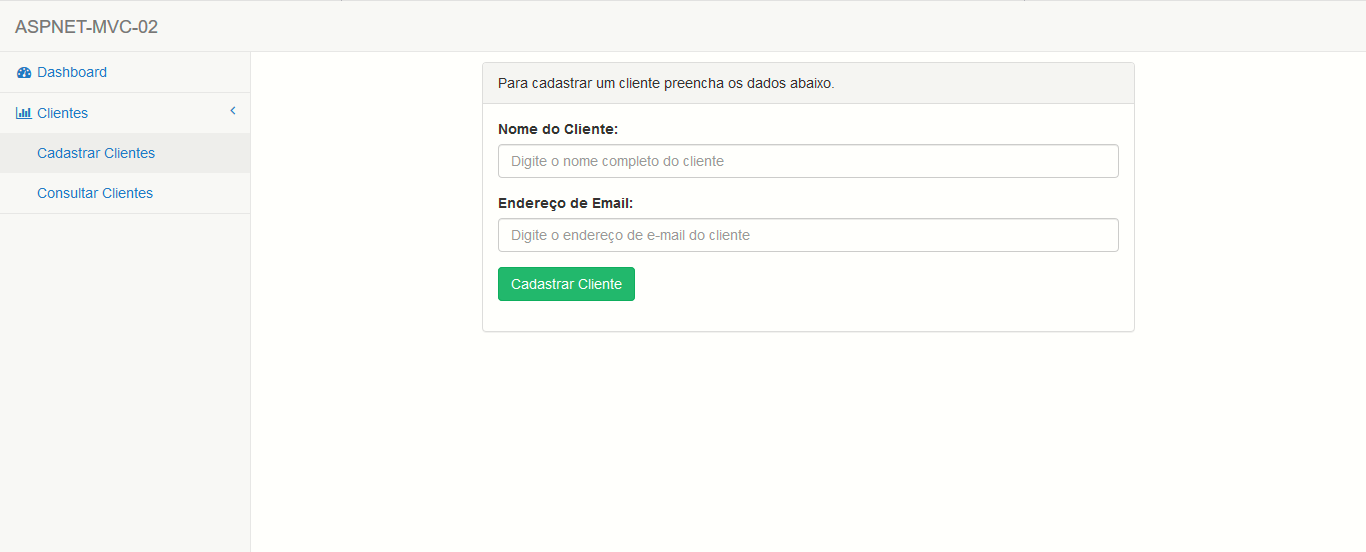 ASPNET-MVC-02
Dashboard
Clientes
Cadastrar Clientes
Consultar Clientes
Para cadastrar um cliente preencha os dados abaixo.
Nome do Cliente:
Digite o nome completo do cliente
Endereço de Email:
Digite o endereço de e-mail do cliente
Cadastrar Cliente